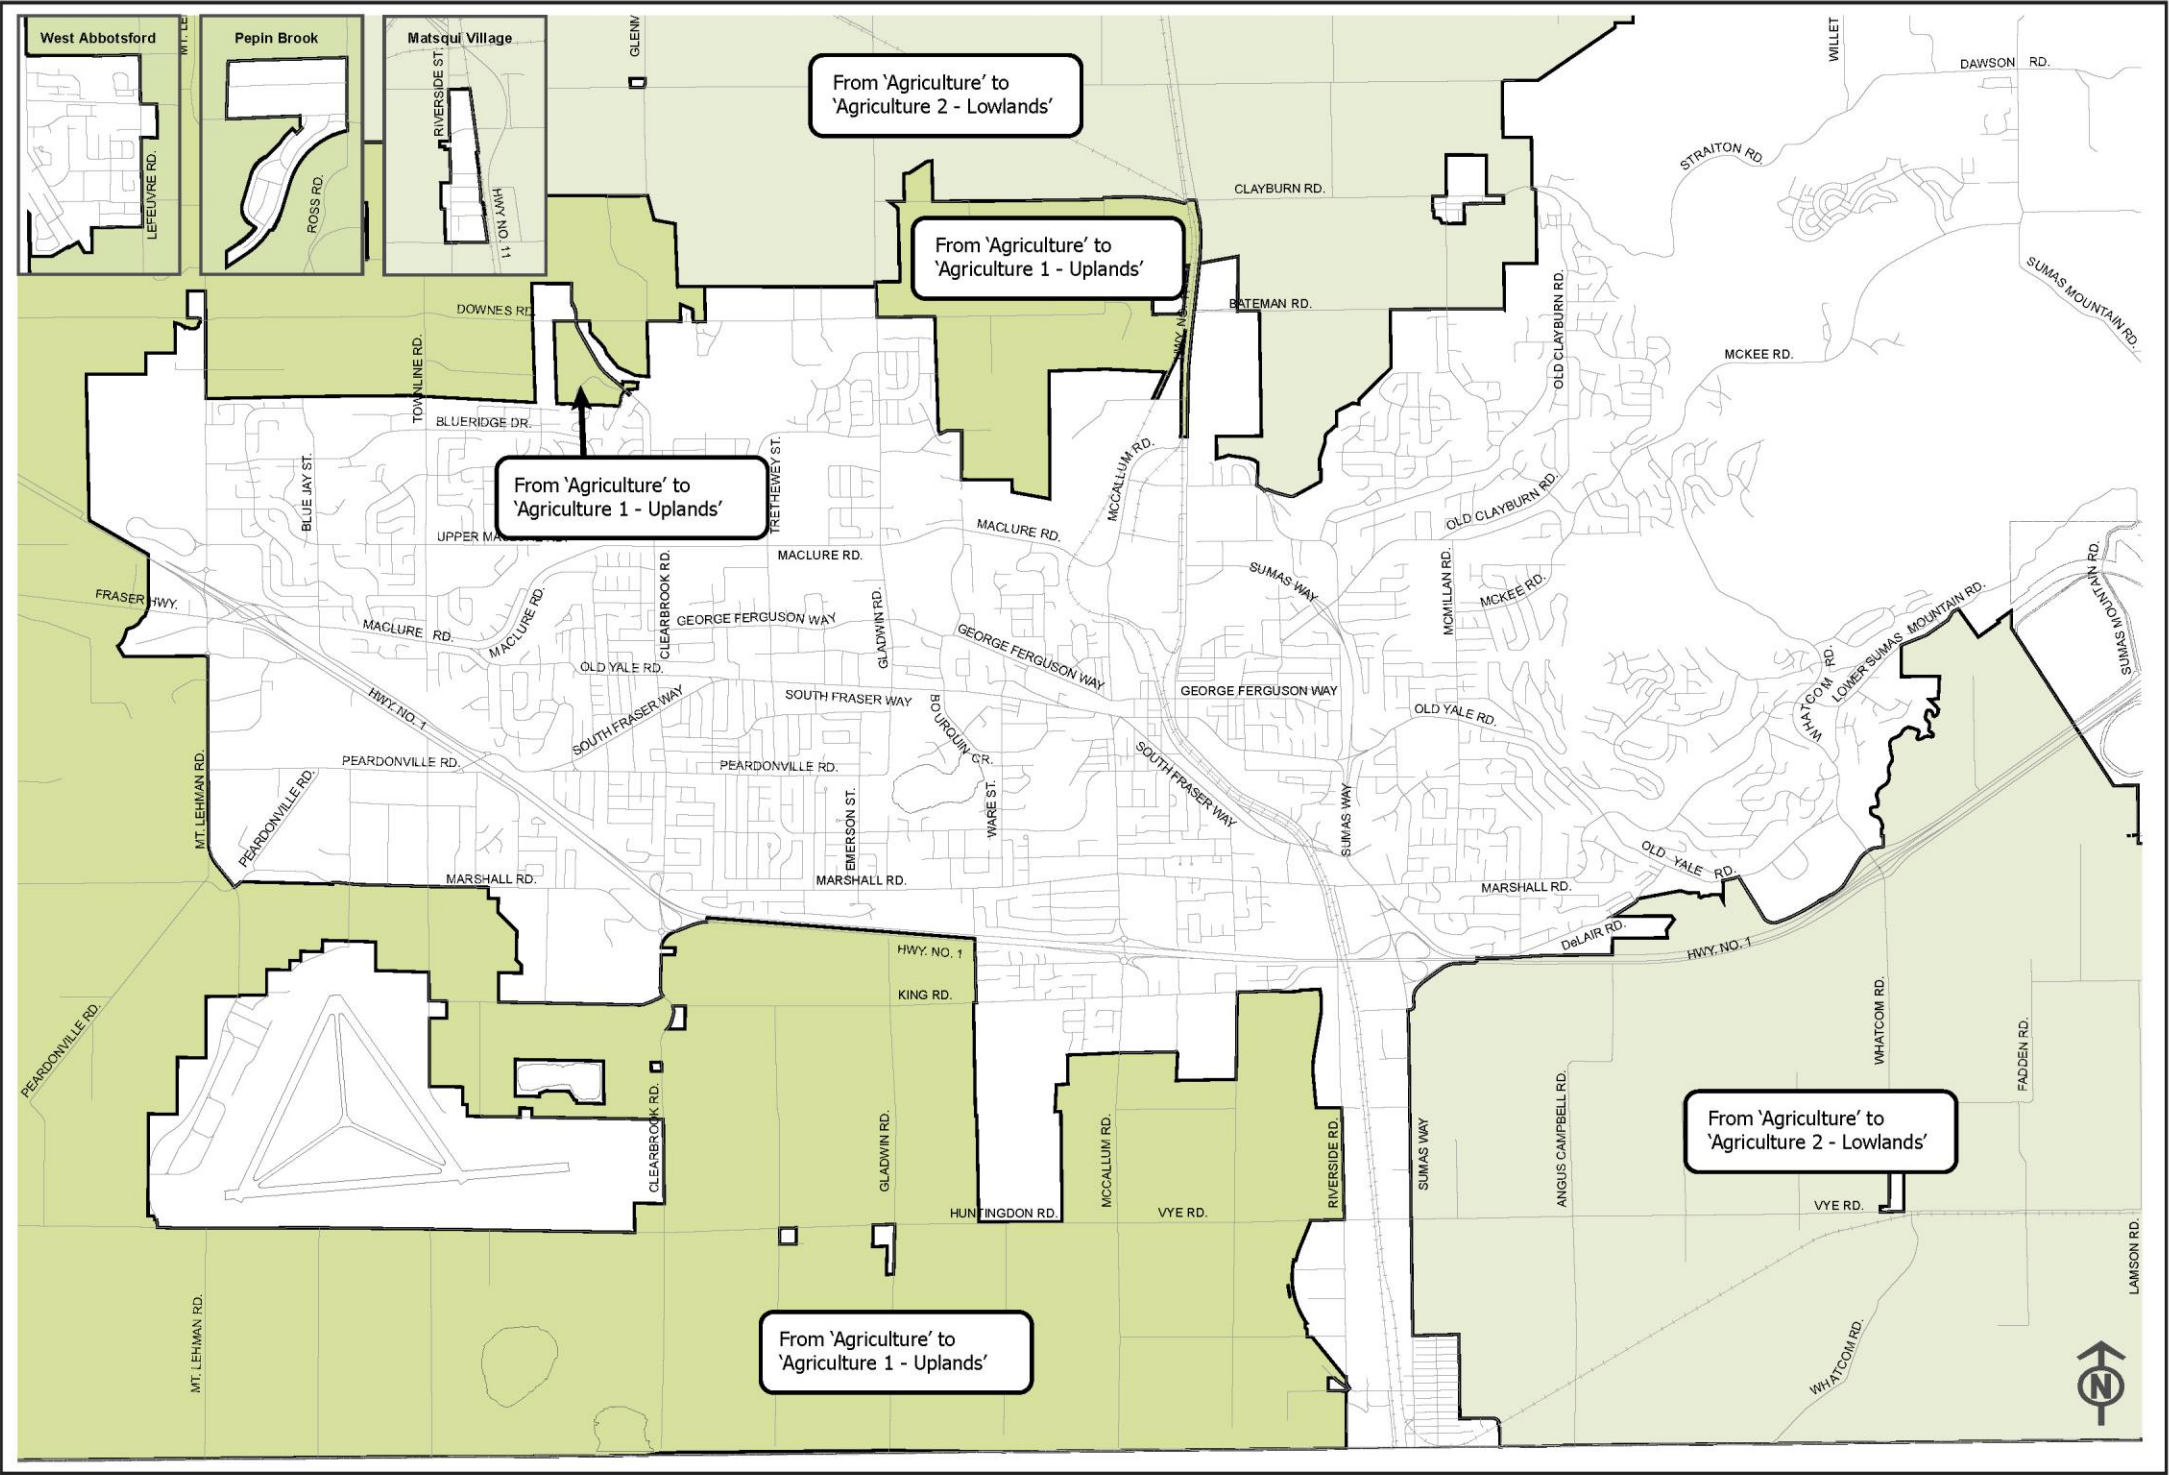 West Abbotsford
Pepin Brook
Matsqui Village
LEFEUVRE RD.
ROSS RD.
RIVERSIDE ST.
HWY NO. 11
From ‘Agriculture’ to
‘Agriculture 2 - Lowlands’
WILLET
DAWSON RD.
STRAITON RD.
CLAYBURN RD.
From ‘Agriculture’ to
‘Agriculture 1 - Uplands’
SUMAS MOUNTAIN RD.
DOWNES RD.
BATEMAN RD.
OLD CLAYBURN RD.
MCKEE RD.
TOWNLINE RD.
BLUERIDGE DR.
BLUE JAY ST.
From ‘Agriculture’ to
‘Agriculture 1 - Uplands’
TRETHEWEY ST.
MCCALLUM RD.
OLD CLAYBURN RD.
MACLURE RD.
MACLURE RD.
CLEARBROOK RD.
SUMAS WAY
MCMILLAN RD.
MCKEE RD.
SUMAS MOUNTAIN RD.
SUMAS MOUNTAIN RD.
FRASER HWY.
MACLURE RD.
MACLURE RD.
GEORGE FERGUSON WAY
GLADWIN RD.
GEORGE FERGUSON WAY
LOWER SUMAS MOUNTAIN RD.
WHATCOM RD.
OLD YALE RD.
HWY. NO. 1
SOUTH FRASER WAY
SOUTH FRASER WAY
BOURQUIN CR.
GEORGE FERGUSON WAY
OLD YALE RD.
MT. LEHMAN RD.
PEARDONVILLE RD.
PEARDONVILLE RD.
PEARDONVILLE RD.
EMERSON ST.
WARE ST.
SOUTH FRASER WAY
SUMAS WAY
OLD YALE RD.
MARSHALL RD.
MARSHALL RD.
MARSHALL RD.
DeLAIR RD.
HWY. NO. 1
HWY. NO. 1
KING RD.
PEARDONVILLE RD.
CLEARBROOK RD.
GLADWIN RD.
MCCALLUM RD.
RIVERSIDE RD.
SUMAS WAY
ANGUS CAMPBELL RD.
WHATCOM RD.
FADDEN RD.
From ‘Agriculture’ to
‘Agriculture 2 - Lowlands’
HUNTINGDON RD.
VYE RD.
VYE RD.
LAMSON RD.
MT. LEHMAN RD.
From ‘Agriculture’ to
‘Agriculture 1 - Uplands’
WHATCOM RD.
N